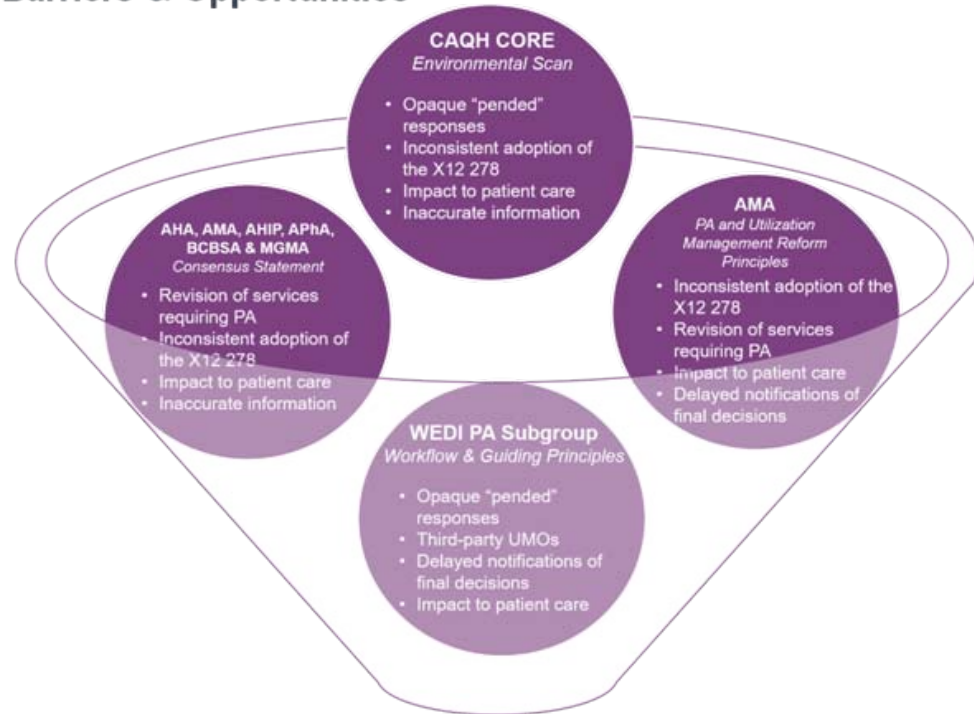 Barriers & Opportunities
CAQH CORE
Environmental Scan
• Opaque “pended”
responses
• Inconsistent adoption of
the X12 278
• Impact to patient care
• Inaccurate information
AHA, AMA, AHIP, APhA,
BCBSA & MGMA
Consensus Statement
• Revision of services
requiring PA
• Inconsistent adoption of
the X12 278
• Impact to patient care
• Inaccurate information
AMA
PA and Utilization
Management Reform
Principles
• Inconsistent adoption of the
X12 278
• Revision of services
requiring PA
• Impact to patient care
• Delayed notifications of
final decisions
WEDI PA Subgroup
Workflow & Guiding Principles
• Opaque “pended”
responses
• Third-party UMOs
• Delayed notifications of
final decisions
• Impact to patient care